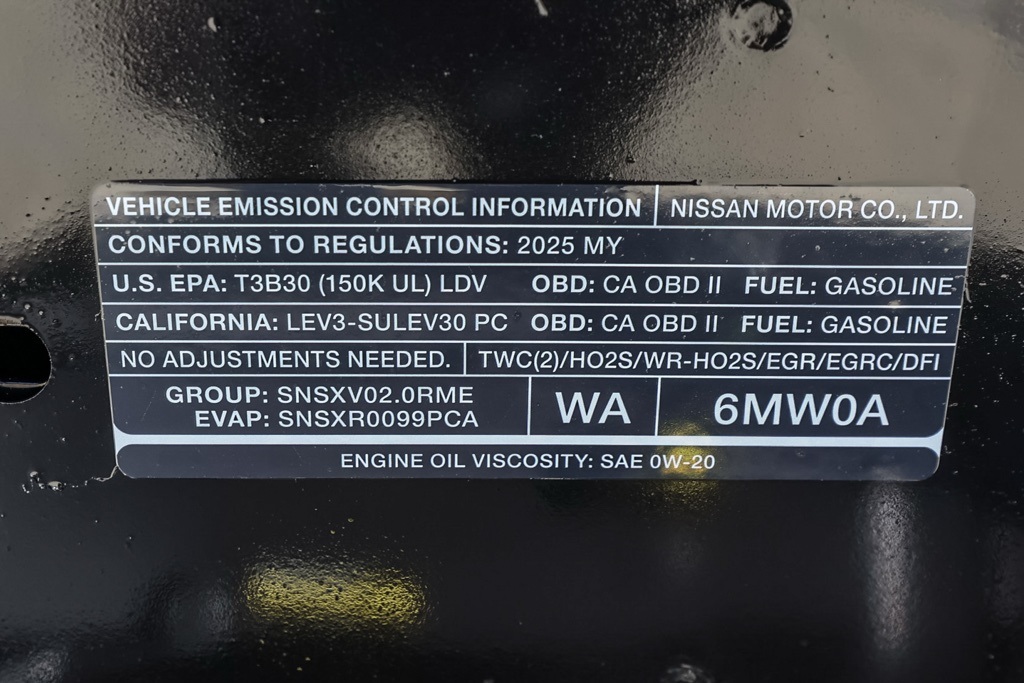 VEHICLE EMISSION CONTROL INFORMATION NISSAN MOTOR CO., LTD.
CONFORMS TO REGULATIONS: 2025 MY
U.S. EPA: T3B30 (150K UL) LDV OBD: CA OBD II FUEL: GASOLINE
CALIFORNIA: LEV3-SULEV30 PC OBD: CA OBD II FUEL: GASOLINE
NO ADJUSTMENTS NEEDED. TWC(2)/HO2S/WR-HO2S/EGR/EGRC/DFI
GROUP: SNSXV02.0RME
EVAP: SNSXR0099PCA
WA
6MW0A
ENGINE OIL VISCOSITY: SAE 0W-20